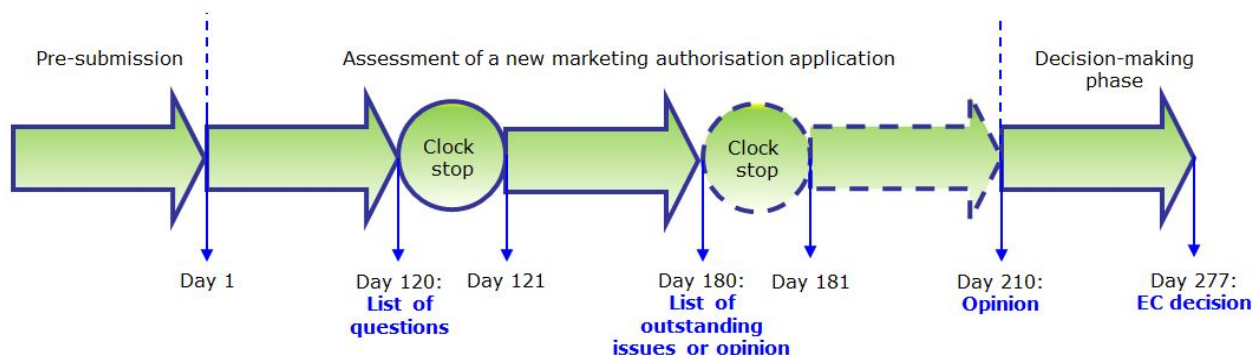 Pre-submission
Assessment of a new marketing authorisation application
Decision-making
phase
Clock
stop
Clock
stop
Day 1
Day 120:
List of
questions
Day 121
Day 180:
List of
outstanding
issues or opinion
Day 181
Day 210:
Opinion
Day 277:
EC decision